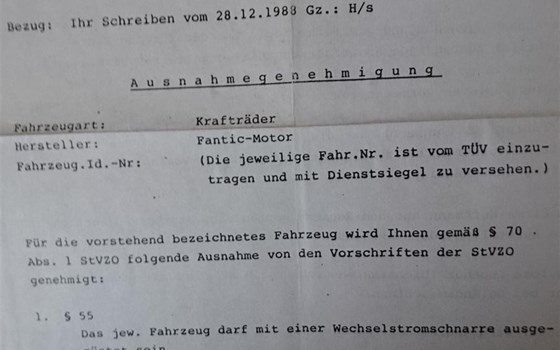 Bezug: Ihr Schreiben vom 28.12.1988 Gz.: H/s
Ausnahmegenehmigung
Fahrzeugart: Krafträder
Hersteller: Fantic-Motor
Fahrzeug.Id.-Nr: (Die jeweilige Fahr.Nr. ist vom TÜV einzu-
tragen und mit Dienstsiegel zu versehen.)
Für die vorstehend bezeichnetes Fahrzeug wird Ihnen gemäß § 70 .
Abs. 1 StVZO folgende Ausnahme von den Vorschriften der StVZO
genehmigt:
1. § 55
Das jew. Fahrzeug darf mit einer Wechselstromschnarre ausge-